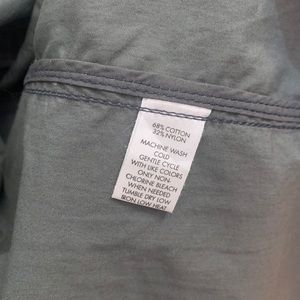 68% COTTON
32% NYLON
MACHINE WASH
COLD
GENTLE CYCLE
WITH LIKE COLORS
ONLY NON-
CHLORINE BLEACH
WHEN NEEDED
TUMBLE DRY LOW
IRON LOW HEAT